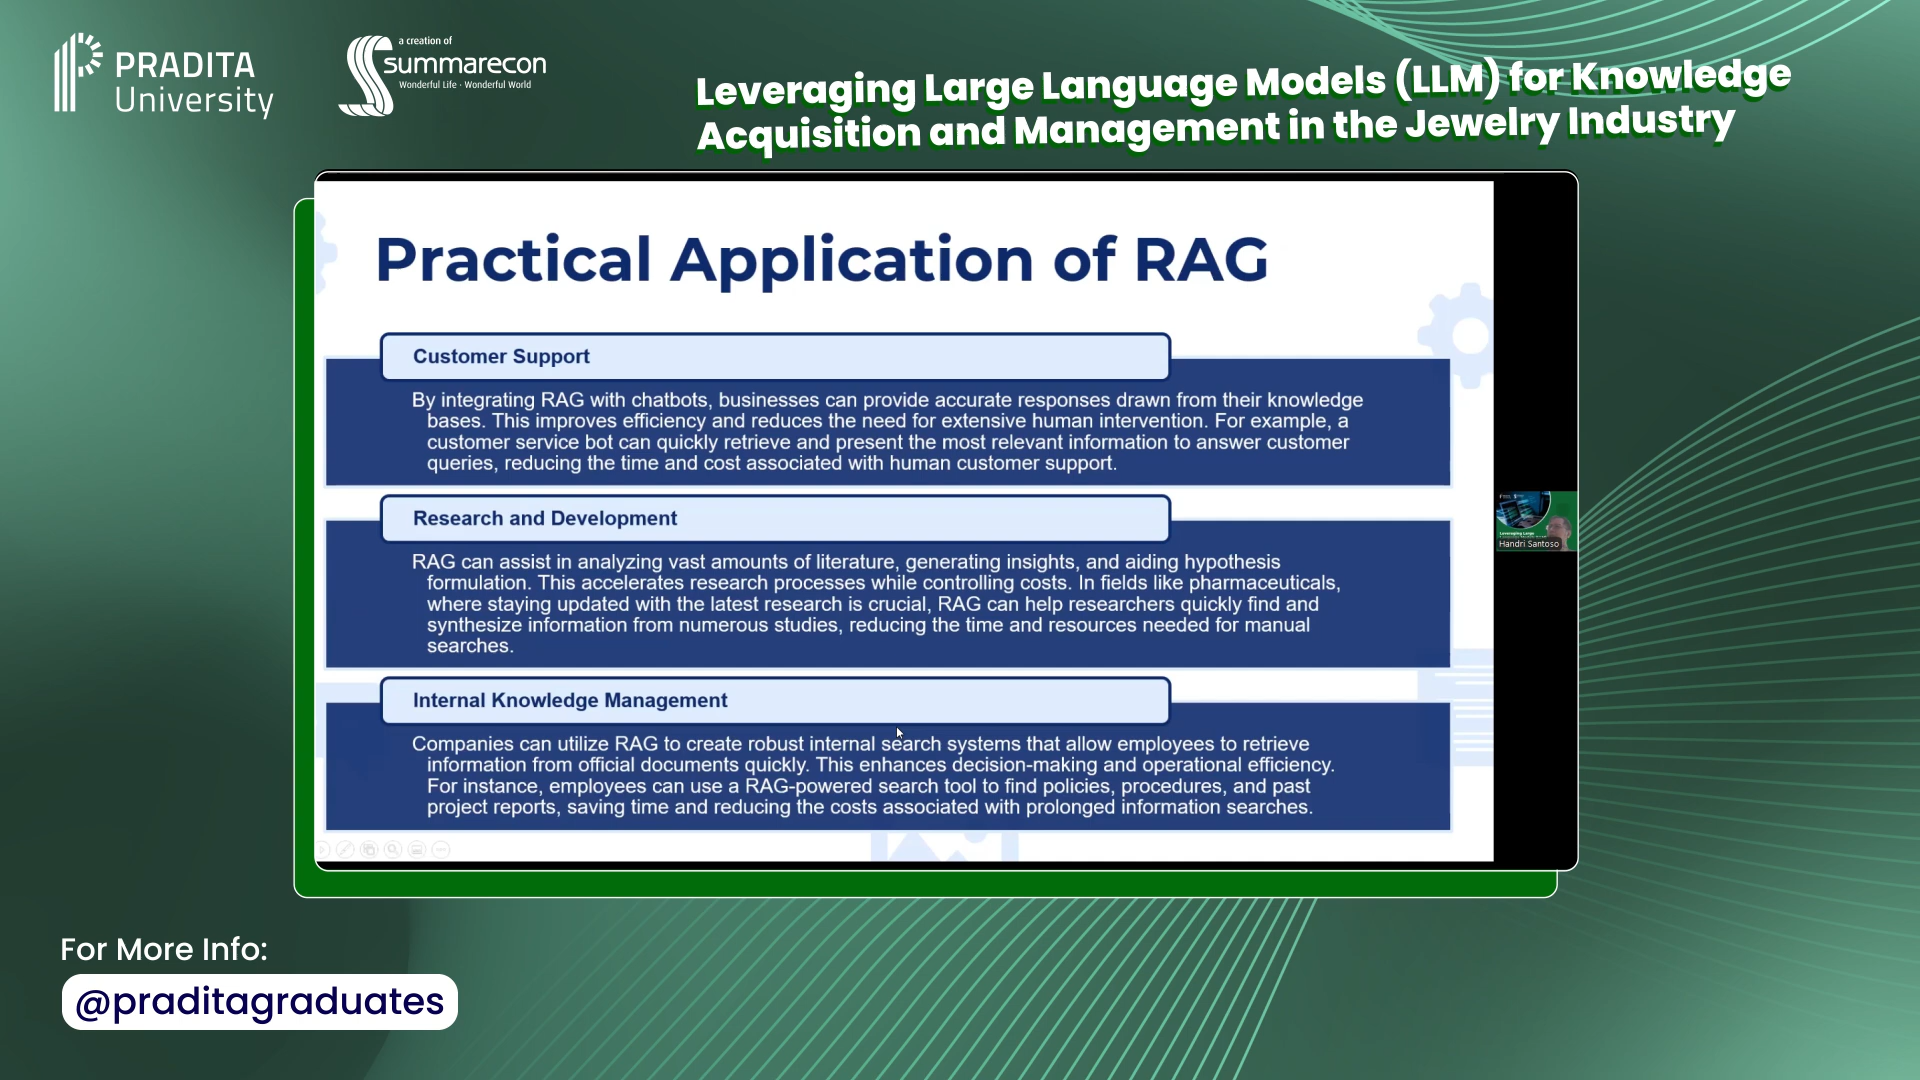 PRADITA
University
a creation of
summarecon
Wonderful Life · Wonderful World
Leveraging Large Language Models (LLM) for Knowledge
Acquisition and Management in the Jewelry Industry
Practical Application of RAG
Customer Support
By integrating RAG with chatbots, businesses can provide accurate responses drawn from their knowledge
bases. This improves efficiency and reduces the need for extensive human intervention. For example, a
customer service bot can quickly retrieve and present the most relevant information to answer customer
queries, reducing the time and cost associated with human customer support.
Research and Development
RAG can assist in analyzing vast amounts of literature, generating insights, and aiding hypothesis
formulation. This accelerates research processes while controlling costs. In fields like pharmaceuticals,
where staying updated with the latest research is crucial, RAG can help researchers quickly find and
synthesize information from numerous studies, reducing the time and resources needed for manual
searches.
Internal Knowledge Management
Companies can utilize RAG to create robust internal search systems that allow employees to retrieve
information from official documents quickly. This enhances decision-making and operational efficiency.
For instance, employees can use a RAG-powered search tool to find policies, procedures, and past
project reports, saving time and reducing the costs associated with prolonged information searches.
Leveraging Large
Handri Santoso
For More Info:
@praditagraduates